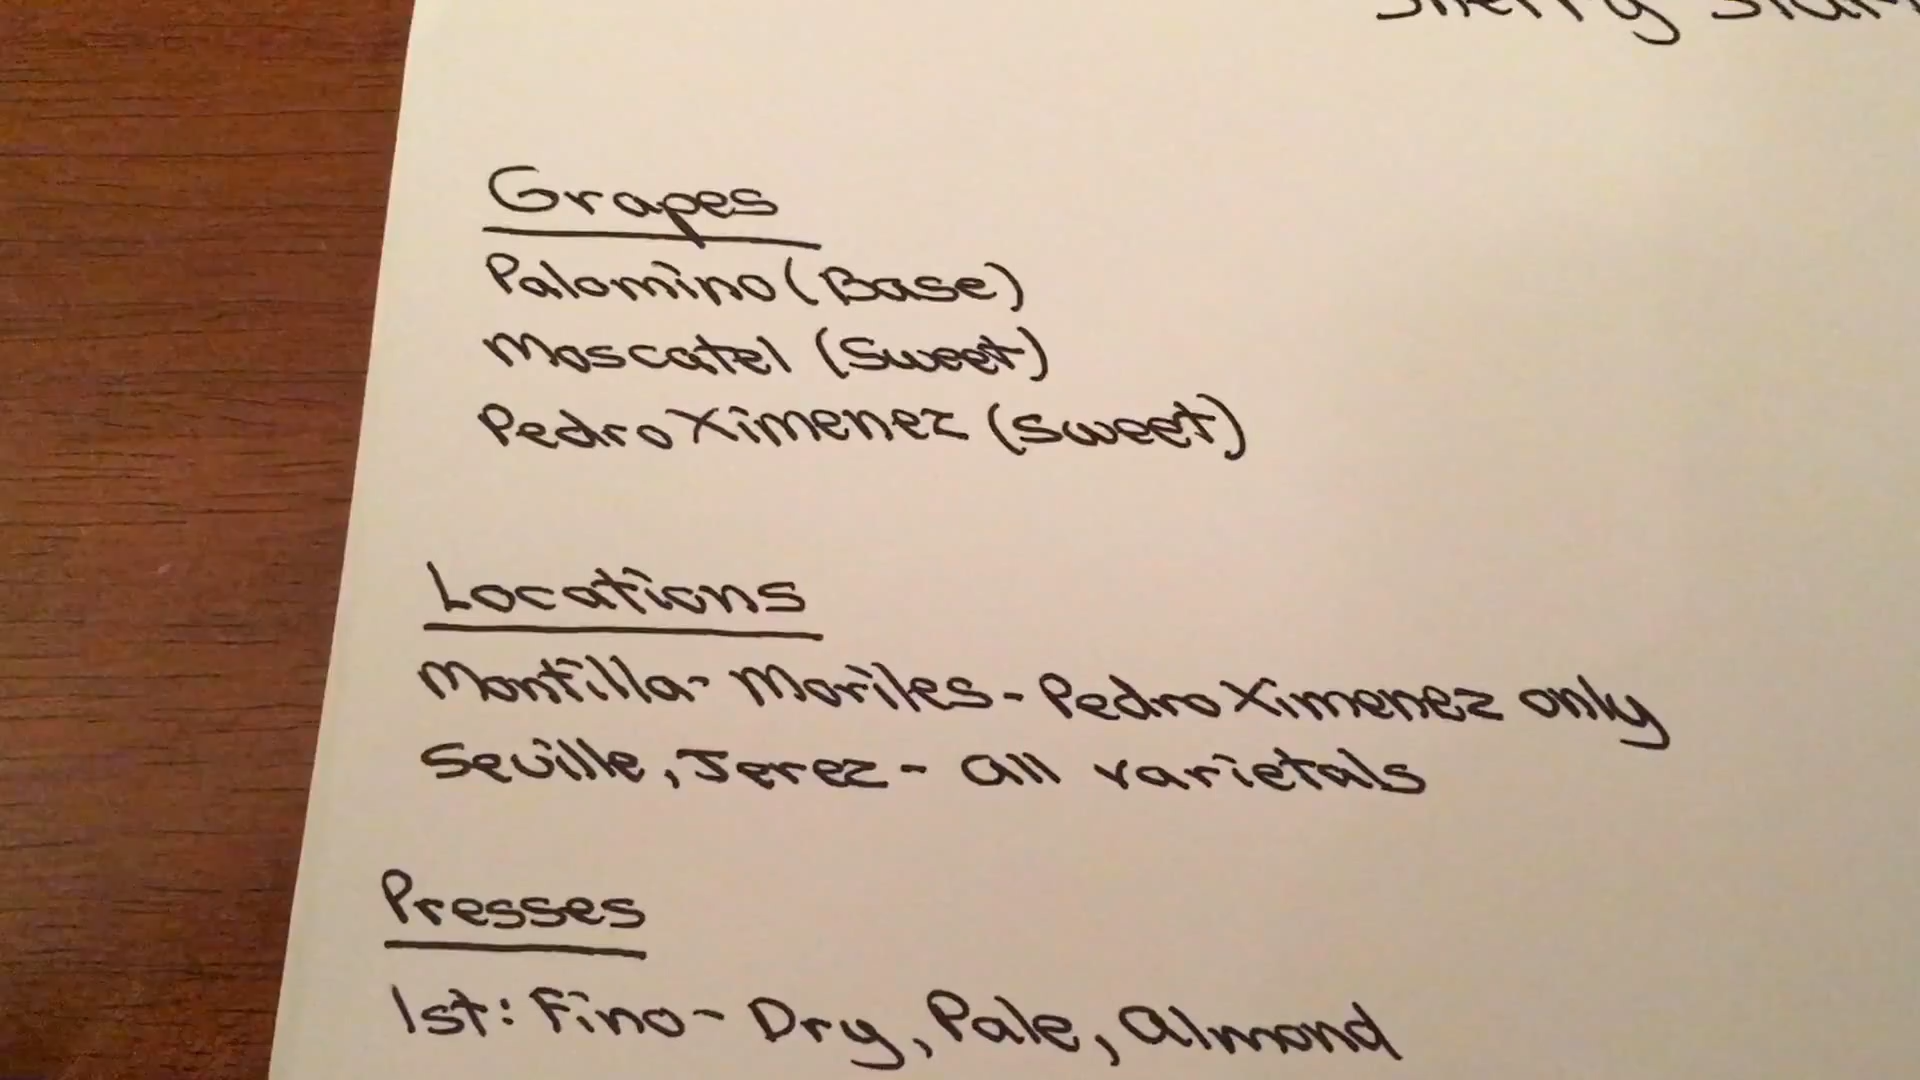 Sherry
Grapes
Palomino (Base)
Moscatel (Sweet)
Pedro Ximenez (Sweet)
Locations
Montilla-Moriles - Pedro Ximenez only
Seville, Jerez - all varietals
Presses
1st: Fino - Dry, Pale, Almond